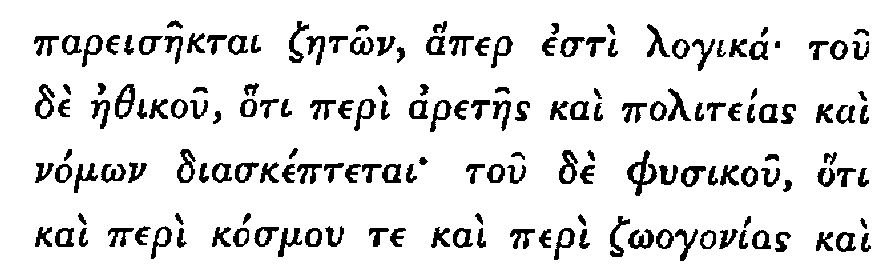 παρεισῆκται ζητῶν, ἅπερ ἐστὶ λογικά· τοῦ
δὲ ἠθικοῦ, ὅτι περὶ ἀρετῆς καὶ πολιτείας καὶ
νόμων διασκέπτεται· τοῦ δὲ φυσικοῦ, ὅτι
καὶ περὶ κόσμου τε καὶ περὶ ζωογονίας καὶ